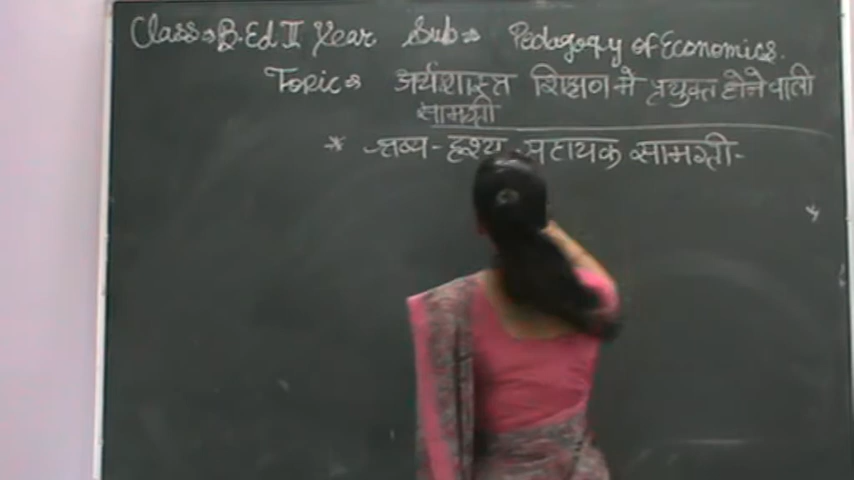 Class⇒ B.Ed II Year Sub⇒ Pedagogy of Economics.
Topic⇒ अर्थशास्त्र शिक्षण में प्रयुक्त होने वाली
सामग्री
* श्रव्य - दृश्य सहायक सामग्री-